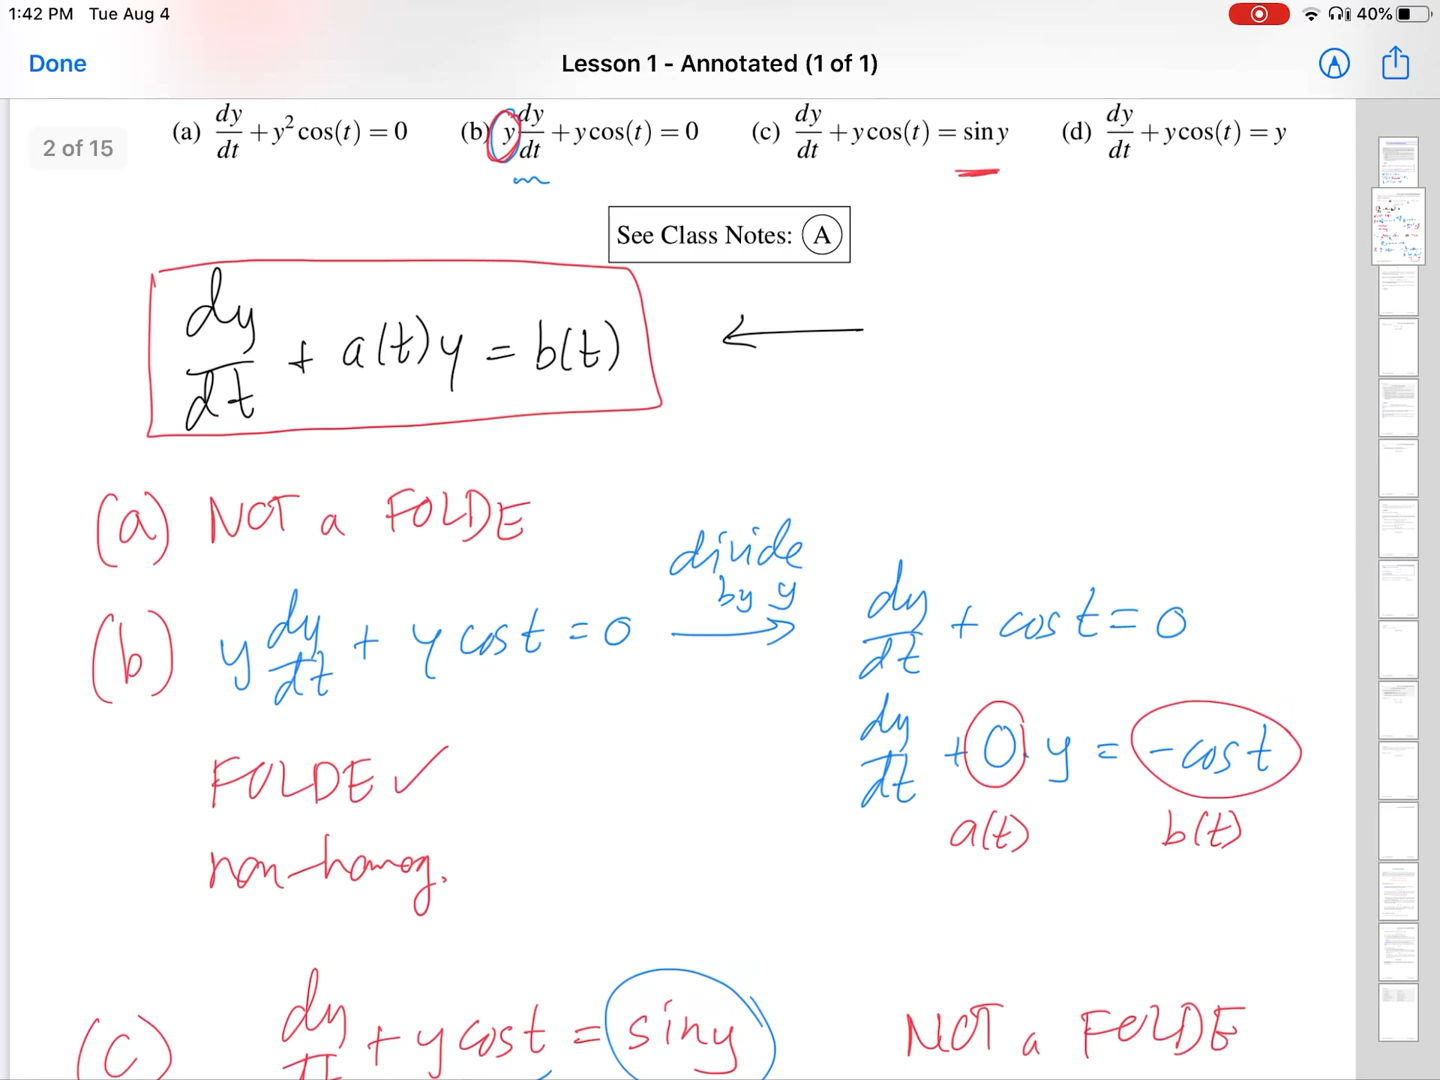 1:42 PM Tue Aug 4 40%
Done Lesson 1 - Annotated (1 of 1)
2 of 15
(a) dy/dt + y² cos(t) = 0 (b) y dy/dt + y cos(t) = 0 (c) dy/dt + y cos(t) = sin y (d) dy/dt + y cos(t) = y
See Class Notes: A
dy/dt + a(t)y = b(t)
(a) NOT a FOLDE
(b) y dy/dt + y cos t = 0 divide by y dy/dt + cos t = 0
dy/dt + 0 · y = - cos t
a(t) b(t)
FOLDE ✓
non-homog.
(c) dy/dt + y cos t = sin y NOT a FOLDE